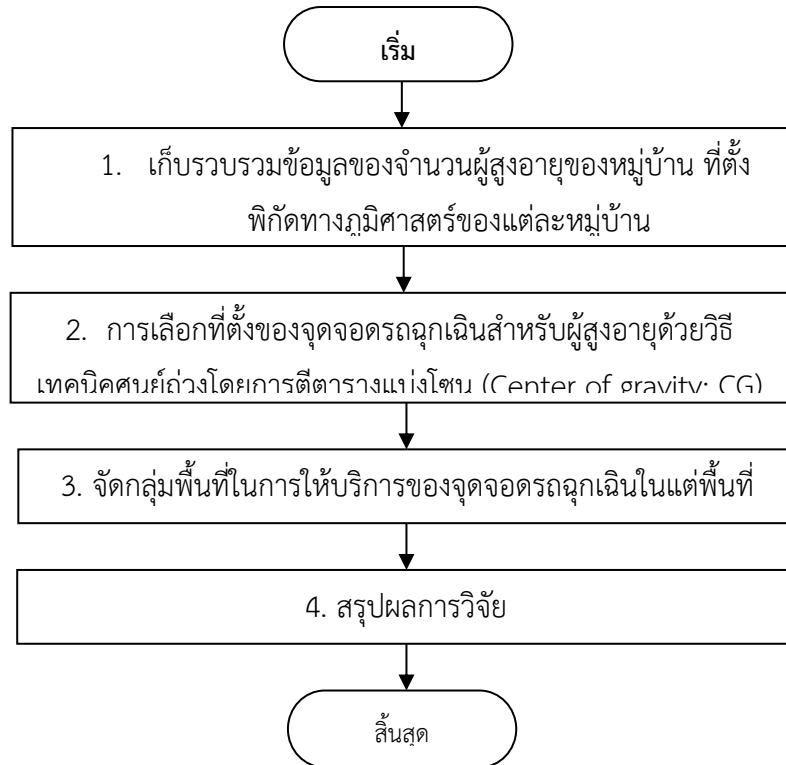 เริ่ม
1. เก็บรวบรวมข้อมูลของจำนวนผู้สูงอายุของหมู่บ้าน ที่ตั้ง
พิกัดทางภูมิศาสตร์ของแต่ละหมู่บ้าน
2. การเลือกที่ตั้งของจุดจอดรถฉุกเฉินสำหรับผู้สูงอายุด้วยวิธี
เทคนิคศูนย์ถ่วงโดยการตีตารางแบ่งโซน (Center of gravity: CG)
3. จัดกลุ่มพื้นที่ในการให้บริการของจุดจอดรถฉุกเฉินในแต่พื้นที่
4. สรุปผลการวิจัย
สิ้นสุด